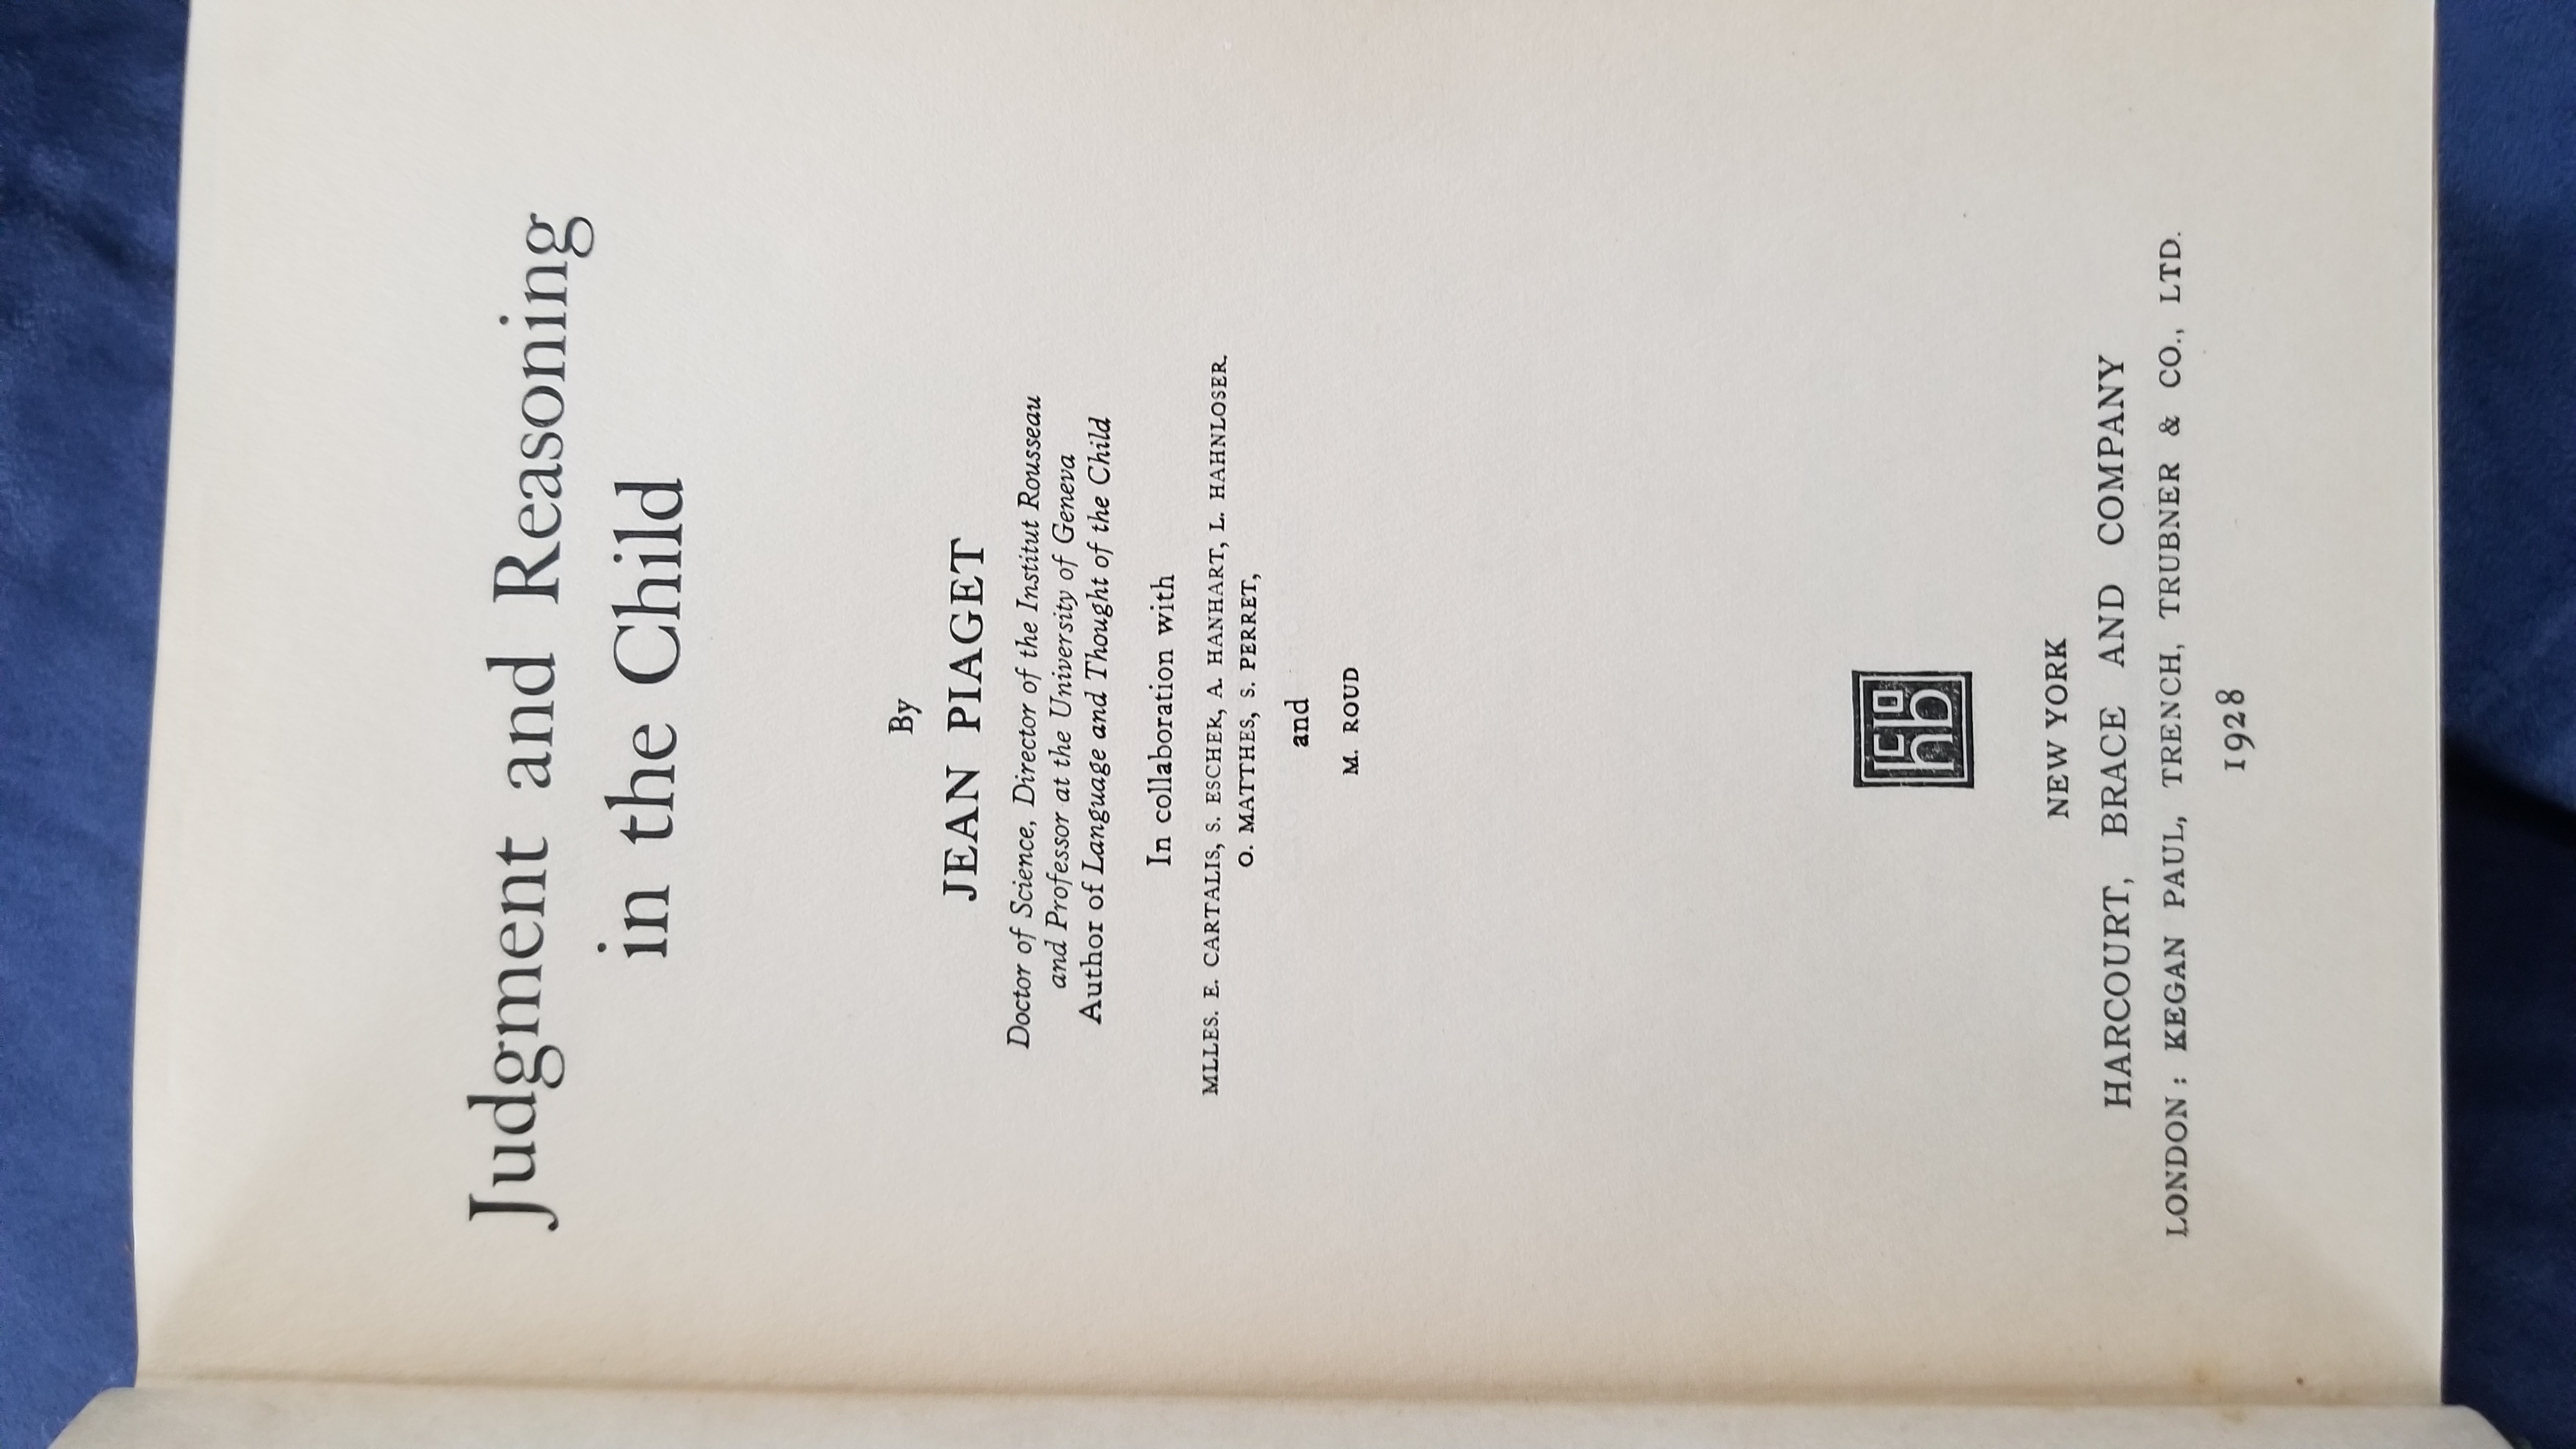 Judgment and Reasoning
in the Child
By
JEAN PIAGET
Doctor of Science, Director of the Institut Rousseau
and Professor at the University of Geneva
Author of Language and Thought of the Child
In collaboration with
MLLES. E. CARTALIS, S. ESCHER, A. HANHART, L. HAHNLOSER.
O. MATTHES, S. PERRET,
and
M. ROUD
hb
NEW YORK
HARCOURT, BRACE AND COMPANY
LONDON : KEGAN PAUL, TRENCH, TRUBNER & CO., LTD.
1928